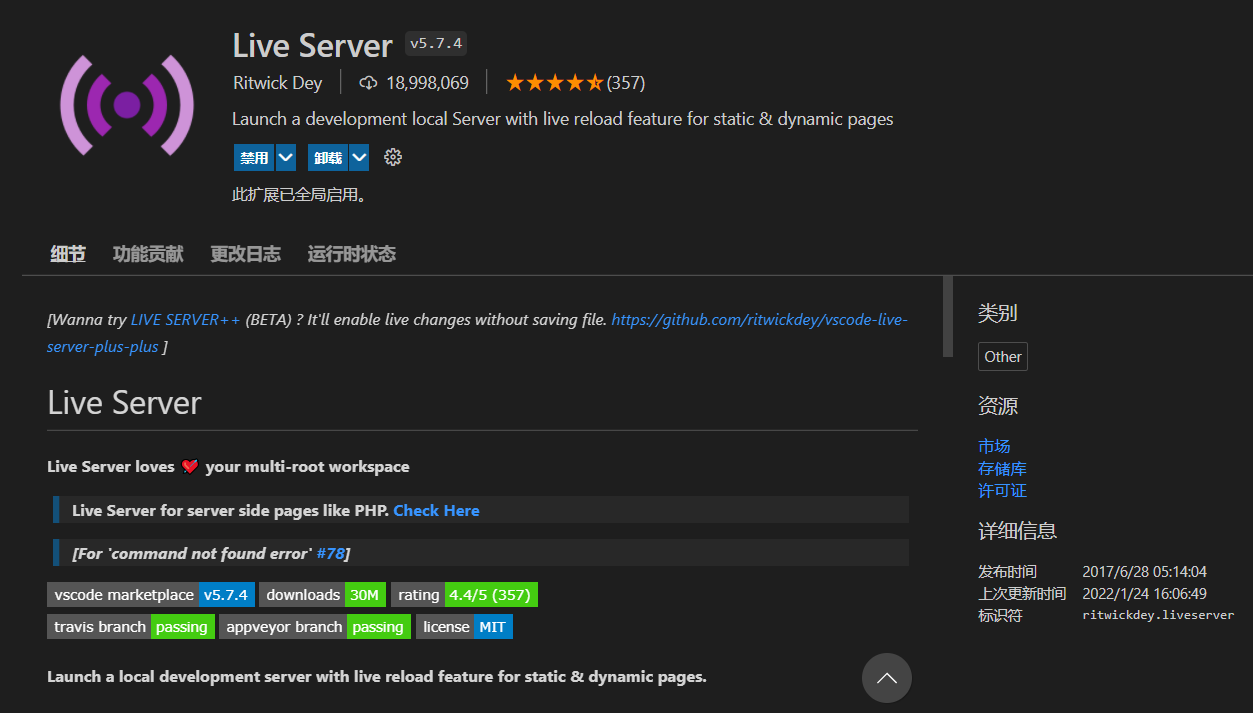 Live Server v5.7.4
Ritwick Dey 18,998,069 (357)
Launch a development local Server with live reload feature for static & dynamic pages
禁用 卸载
此扩展已全局启用。
细节 功能贡献 更改日志 运行时状态
[Wanna try LIVE SERVER++ (BETA) ? It'll enable live changes without saving file. https://github.com/ritwickdey/vscode-live-
server-plus-plus ]
Live Server
Live Server loves your multi-root workspace
Live Server for server side pages like PHP. Check Here
[For 'command not found error' #78]
vscode marketplace v5.7.4 downloads 30M rating 4.4/5 (357)
travis branch passing appveyor branch passing license MIT
Launch a local development server with live reload feature for static & dynamic pages.
类别
Other
资源
市场
存储库
许可证
详细信息
发布时间 2017/6/28 05:14:04
上次更新时间 2022/1/24 16:06:49
标识符 ritwickdey.liveserver